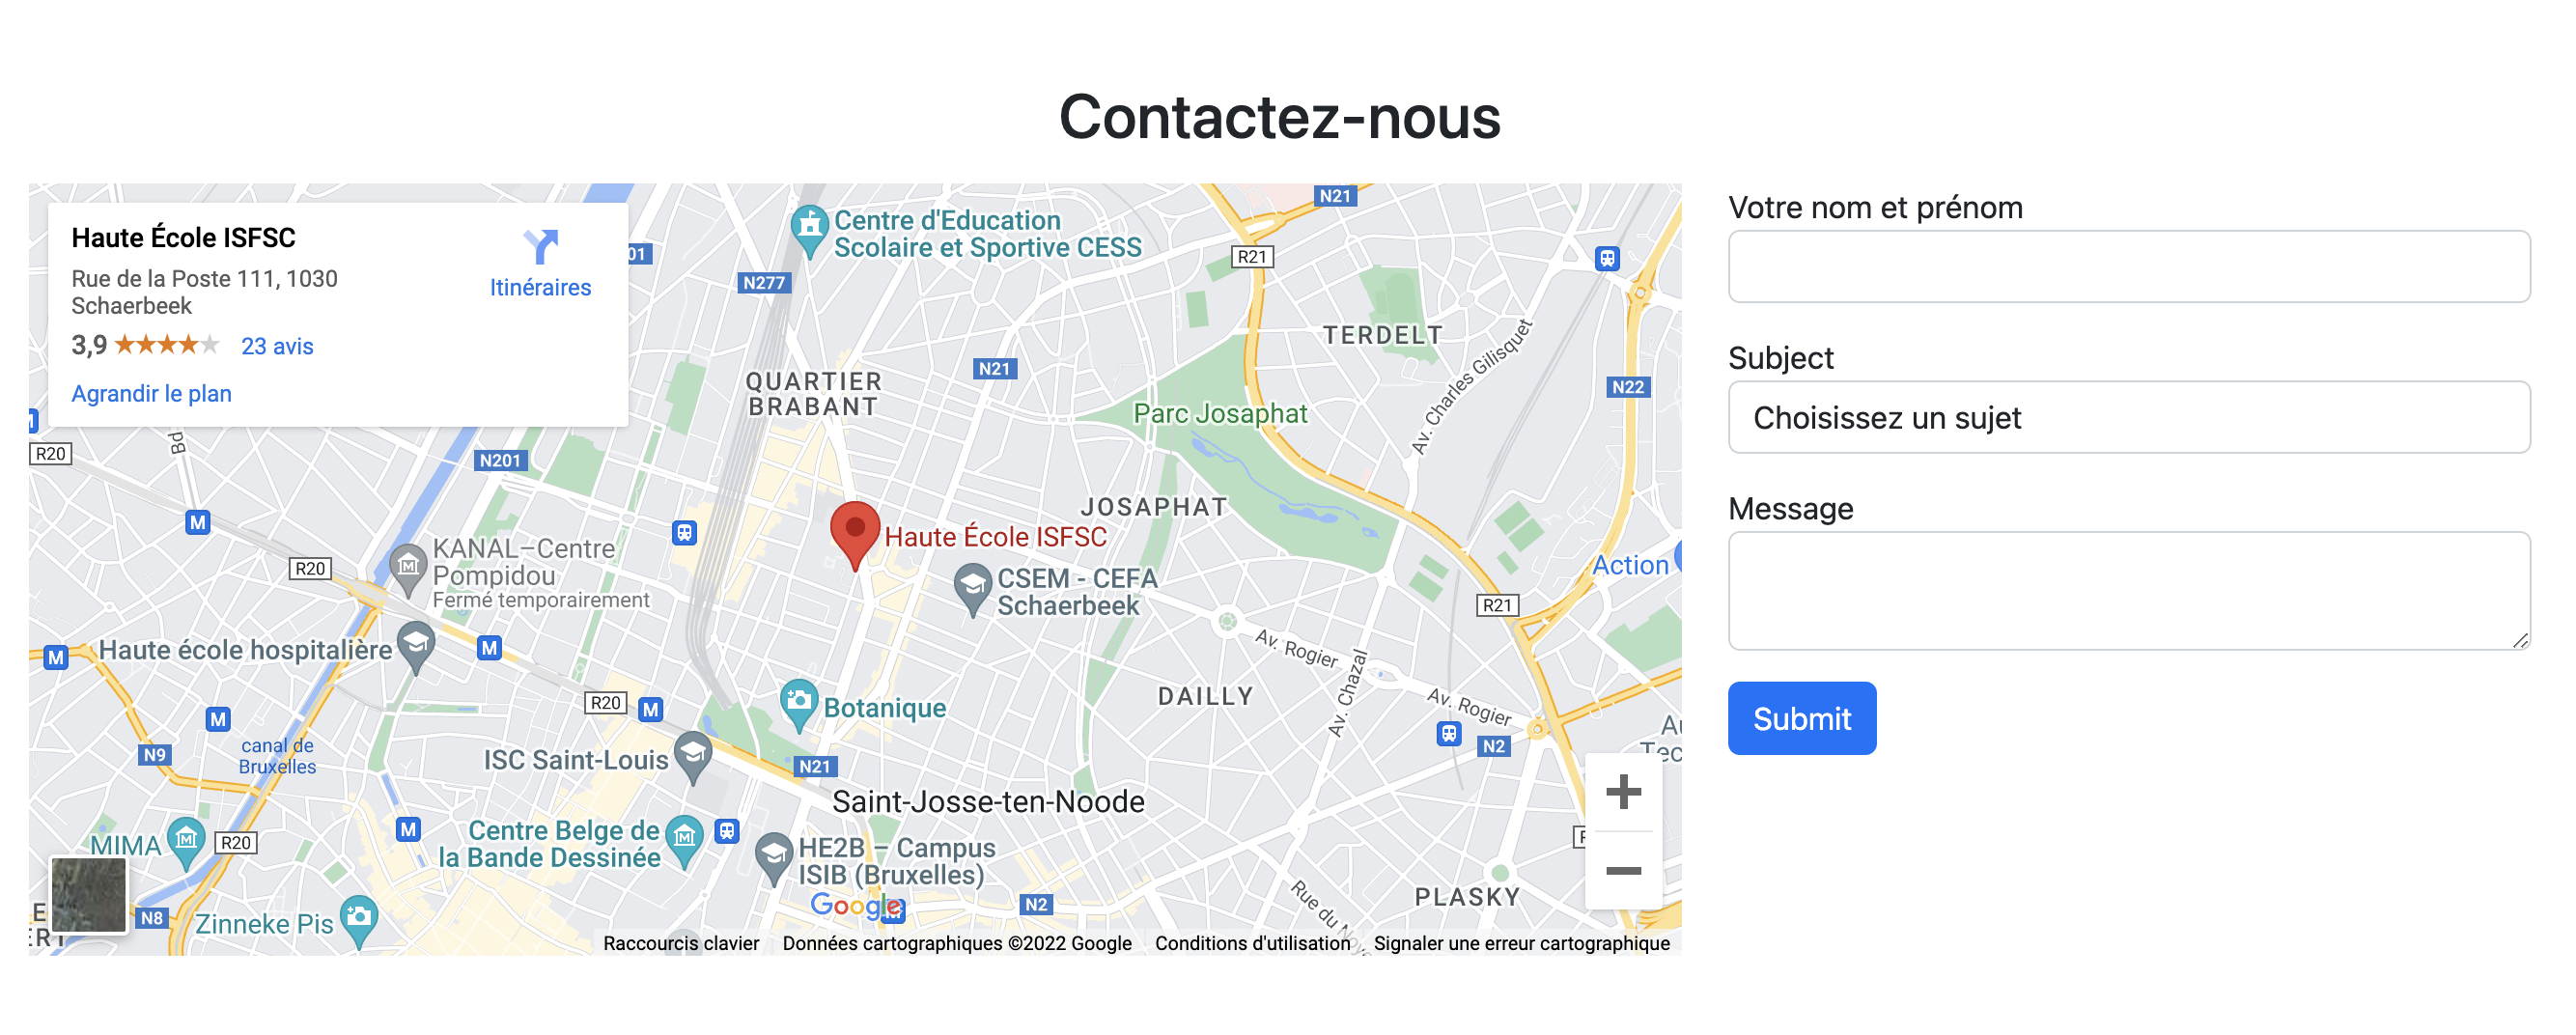 Contactez-nous
Haute École ISFSC
Rue de la Poste 111, 1030
Schaerbeek
3,9
23 avis
Agrandir le plan
Itinéraires
01
Centre d'Education
Scolaire et Sportive CESS
N277
N21
R21
N21
TERDELT
Av. Charles Gilisquet
N22
QUARTIER
BRABANT
Parc Josaphat
R20
Bd
N201
M
JOSAPHAT
Haute École ISFSC
KANAL–Centre
Pompidou
Fermé temporairement
R20
CSEM - CEFA
Schaerbeek
Action
R21
M
Haute école hospitalière
M
Av. Rogier
Av. Chazal
Av. Rogier
DAILLY
R20
M
Botanique
M
N9
canal de
Bruxelles
ISC Saint-Louis
N21
N2
Saint-Josse-ten-Noode
M
Centre Belge de
la Bande Dessinée
MIMA
R20
HE2B – Campus
ISIB (Bruxelles)
Google
N2
PLASKY
N8
Zinneke Pis
Raccourcis clavier
Données cartographiques ©2022 Google
Conditions d'utilisation
Signaler une erreur cartographique
Votre nom et prénom
Subject
Choisissez un sujet
Message
Submit